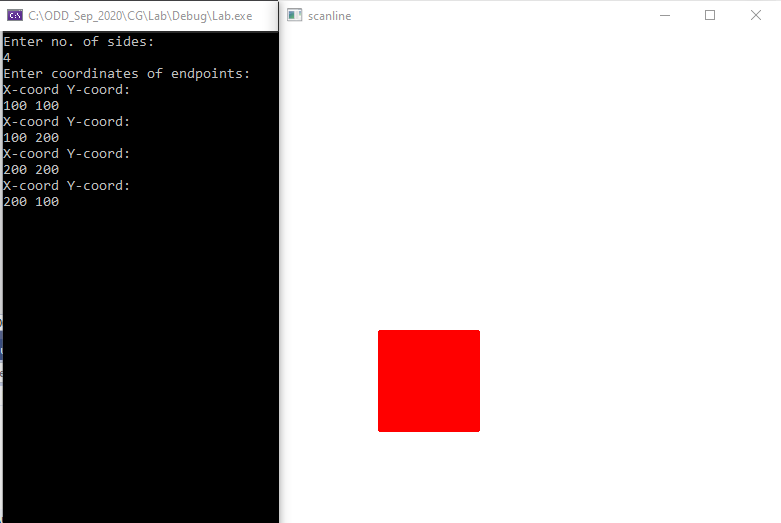 C:\ODD_Sep_2020\CG\Lab\Debug\Lab.exe
scanline
Enter no. of sides:
4
Enter coordinates of endpoints:
X-coord Y-coord:
100 100
X-coord Y-coord:
100 200
X-coord Y-coord:
200 200
X-coord Y-coord:
200 100